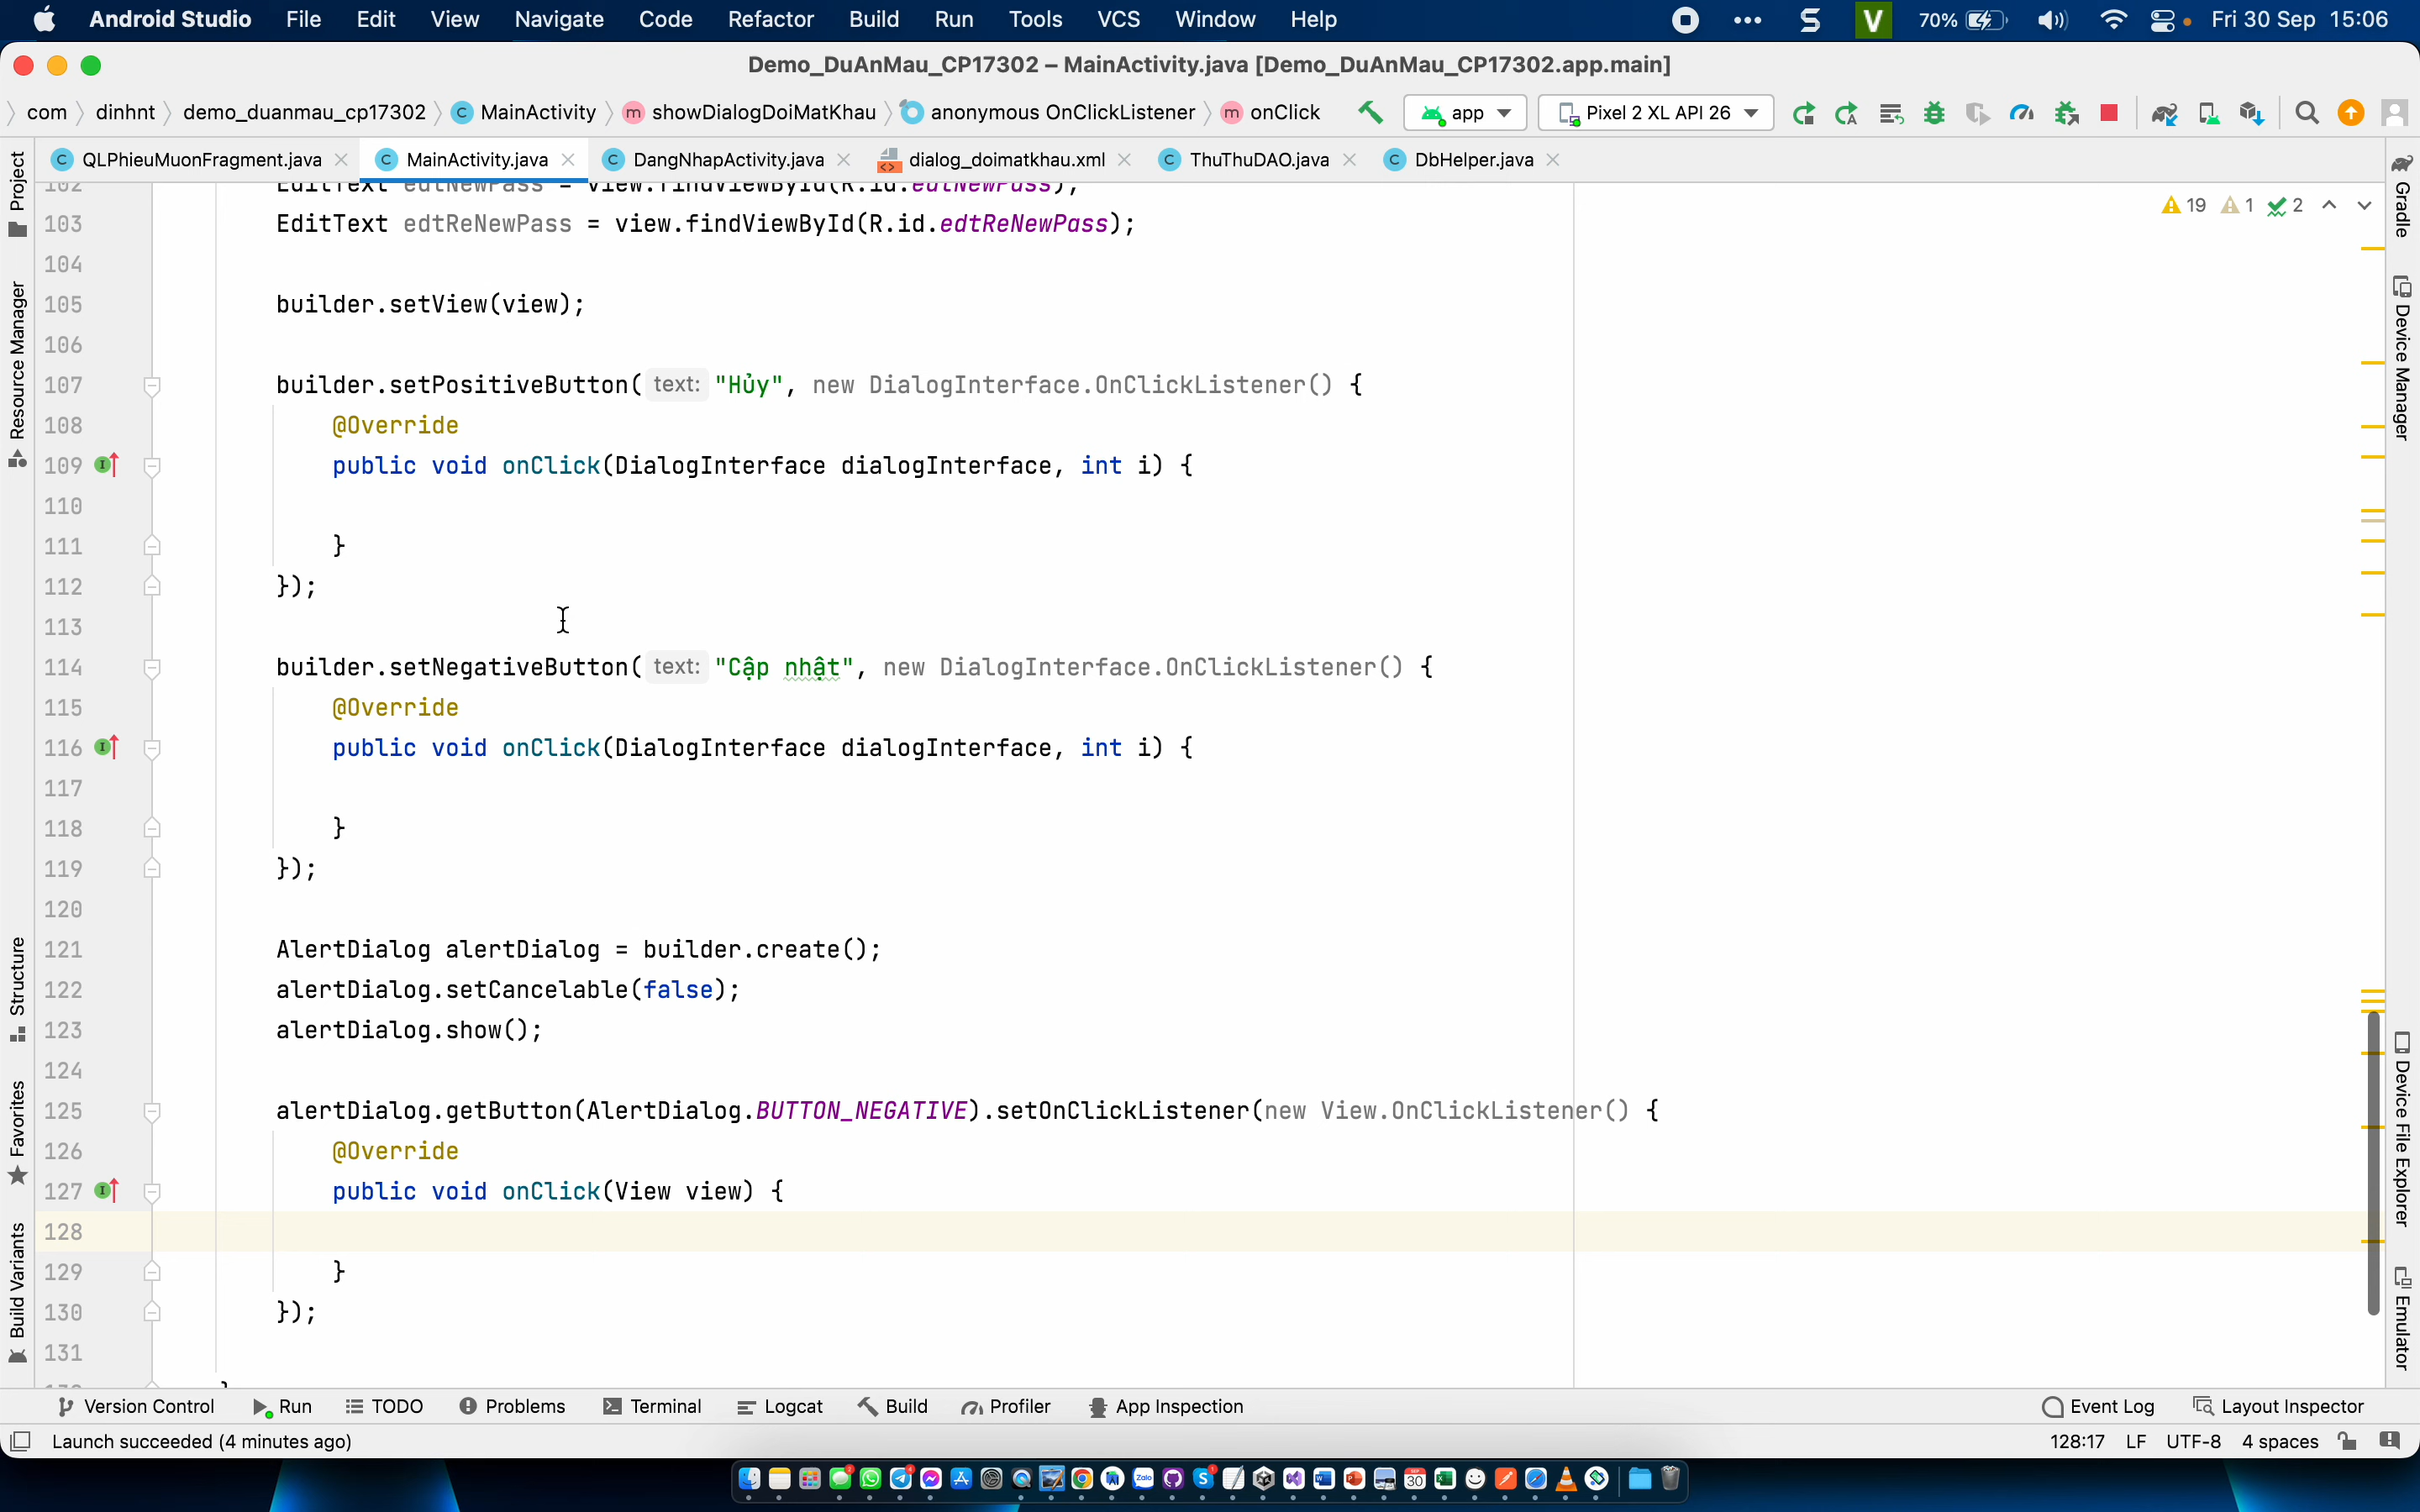 Android Studio File Edit View Navigate Code Refactor Build Run Tools VCS Window Help V 70% Fri 30 Sep 15:06
Demo_DuAnMau_CP17302 – MainActivity.java [Demo_DuAnMau_CP17302.app.main]
com dinhnt demo_duanmau_cp17302 C MainActivity m showDialogDoiMatKhau anonymous OnClickListener m onClick app Pixel 2 XL API 26
C QLPhieuMuonFragment.java C MainActivity.java C DangNhapActivity.java dialog_doimatkhau.xml C ThuThuDAO.java C DbHelper.java
Project
Resource Manager
Structure
Favorites
Build Variants
19 1 2
102 EditText edtNewPass = view.findViewById(R.id.edtNewPass);
103 EditText edtReNewPass = view.findViewById(R.id.edtReNewPass);
104
105 builder.setView(view);
106
107 builder.setPositiveButton( text: "Hủy", new DialogInterface.OnClickListener() {
108 @Override
109 public void onClick(DialogInterface dialogInterface, int i) {
110
111 }
112 });
113
114 builder.setNegativeButton( text: "Cập nhật", new DialogInterface.OnClickListener() {
115 @Override
116 public void onClick(DialogInterface dialogInterface, int i) {
117
118 }
119 });
120
121 AlertDialog alertDialog = builder.create();
122 alertDialog.setCancelable(false);
123 alertDialog.show();
124
125 alertDialog.getButton(AlertDialog.BUTTON_NEGATIVE).setOnClickListener(new View.OnClickListener() {
126 @Override
127 public void onClick(View view) {
128
129 }
130 });
131
Gradle
Device Manager
Device File Explorer
Emulator
Version Control Run TODO Problems Terminal Logcat Build Profiler App Inspection Event Log Layout Inspector
Launch succeeded (4 minutes ago) 128:17 LF UTF-8 4 spaces